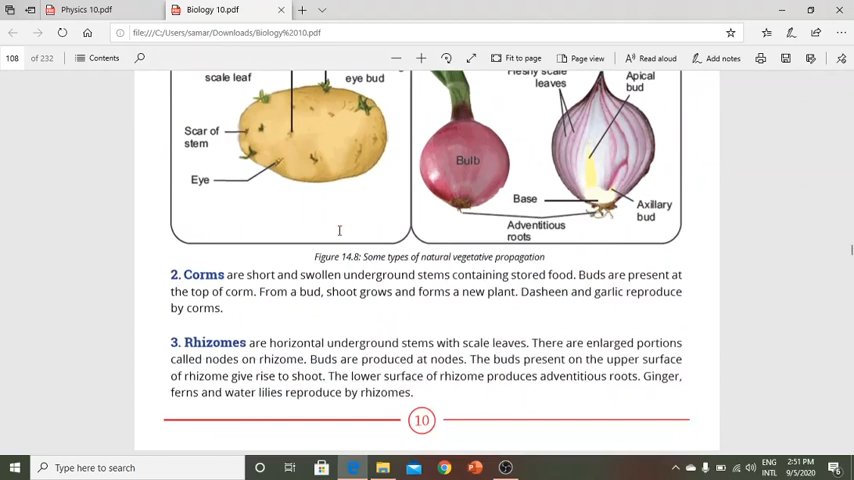 Physics 10.pdf
Biology 10.pdf
file:///C:/Users/samar/Downloads/Biology%2010.pdf
108 of 232
Contents
Fit to page
Page view
Read aloud
Add notes
scale leaf
eye bud
Scar of
stem
Eye
Fleshy scale
leaves
Apical
bud
Bulb
Base
Axillary
bud
Adventitious
roots
Figure 14.8: Some types of natural vegetative propagation
2. Corms are short and swollen underground stems containing stored food. Buds are present at
the top of corm. From a bud, shoot grows and forms a new plant. Dasheen and garlic reproduce
by corms.
3. Rhizomes are horizontal underground stems with scale leaves. There are enlarged portions
called nodes on rhizome. Buds are produced at nodes. The buds present on the upper surface
of rhizome give rise to shoot. The lower surface of rhizome produces adventitious roots. Ginger,
ferns and water lilies reproduce by rhizomes.
10
Type here to search
ENG
INTL
2:51 PM
9/5/2020